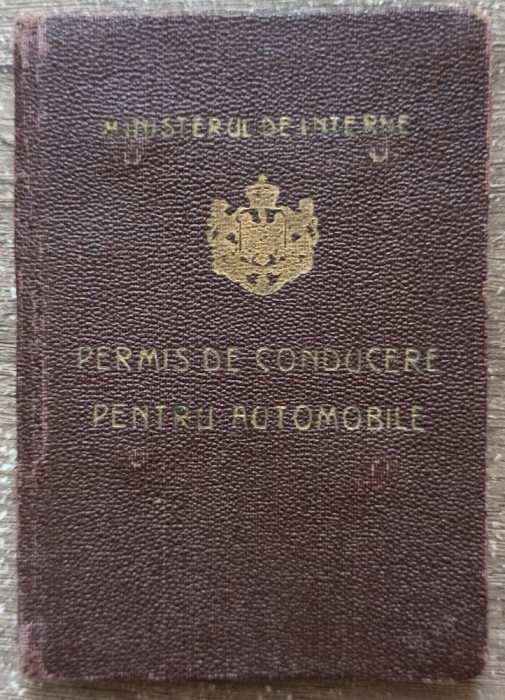 MINISTERUL DE INTERNE
PERMIS DE CONDUCERE
PENTRU AUTOMOBILE